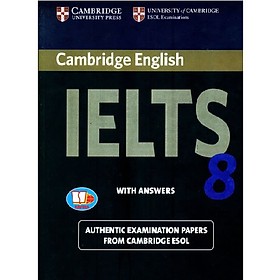 CAMBRIDGE
UNIVERSITY PRESS
UNIVERSITY of CAMBRIDGE
ESOL Examinations
Cambridge English
IELTS 8
WITH ANSWERS
AUTHENTIC EXAMINATION PAPERS
FROM CAMBRIDGE ESOL